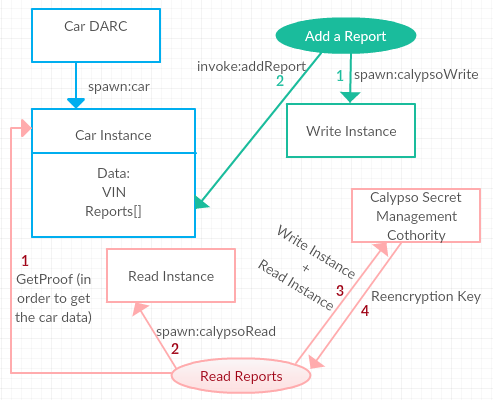 Car DARC
Add a Report
invoke:addReport
2
1
spawn:calypsoWrite
spawn:car
Car Instance
Write Instance
Data:
VIN
Reports[]
Calypso Secret
Management
Cothority
1
GetProof (in
order to get
the car data)
Read Instance
Write Instance
+
Read Instance
3
4
Reencryption Key
spawn:calypsoRead
2
Read Reports